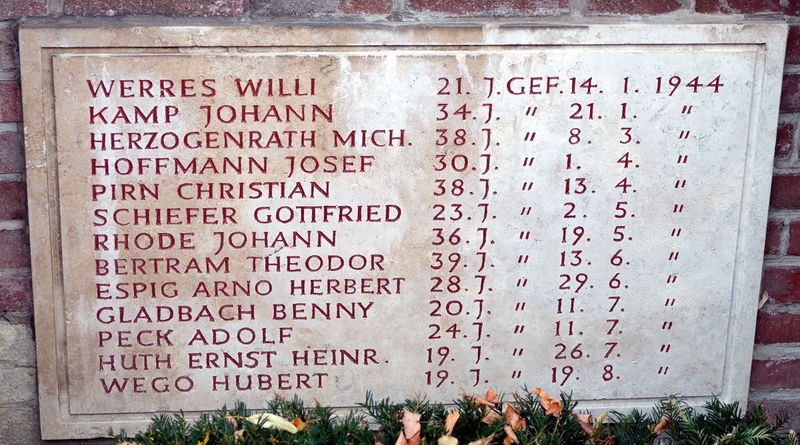 WERRES WILLI 21. J. GEF. 14. 1. 1944
KAMP JOHANN 34. J. " 21. 1. "
HERZOGENRATH MICH. 38. J. " 8. 3. "
HOFFMANN JOSEF 30. J. " 1. 4. "
PIRN CHRISTIAN 38. J. " 13. 4. "
SCHIEFER GOTTFRIED 23. J. " 2. 5. "
RHODE JOHANN 36. J. " 19. 5. "
BERTRAM THEODOR 39. J. " 13. 6. "
ESPIG ARNO HERBERT 28. J. " 29. 6. "
GLADBACH BENNY 20. J. " 11. 7. "
PECK ADOLF 24. J. " 11. 7. "
HUTH ERNST HEINR. 19. J. " 26. 7. "
WEGO HUBERT 19. J. " 19. 8. "